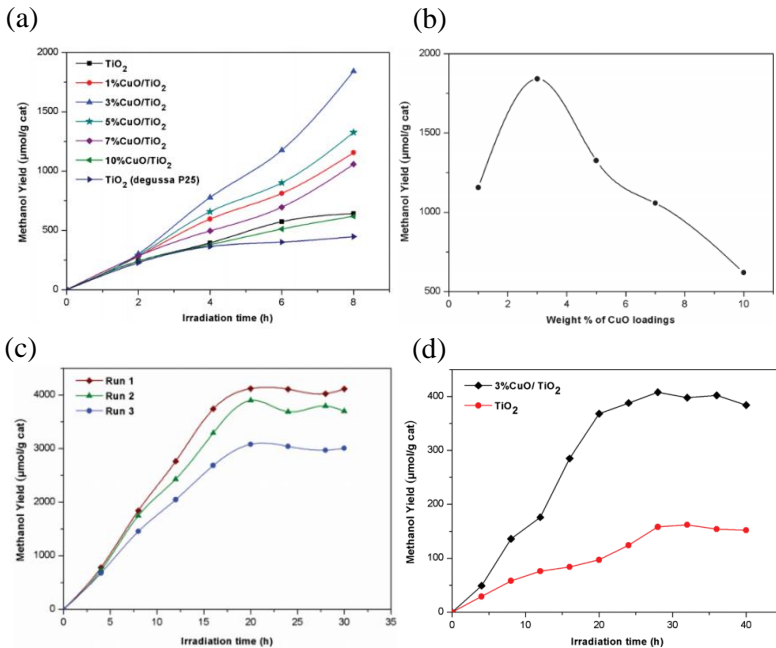 (a)
2000
1500
1000
500
0
0
2
4
6
8
Methanol Yield (μmol/g cat)
Irradiation time (h)
TiO2
1%CuO/TiO2
3%CuO/TiO2
5%CuO/TiO2
7%CuO/TiO2
10%CuO/TiO2
TiO2 (degussa P25)
(b)
2000
1500
1000
500
0
2
4
6
8
10
Methanol Yield (μmol/g cat)
Weight % of CuO loadings
(c)
4000
3000
2000
1000
0
0
5
10
15
20
25
30
35
Methanol Yield (μmol/g cat)
Irradiation time (h)
Run 1
Run 2
Run 3
(d)
400
300
200
100
0
0
10
20
30
40
Methanol Yield (μmol/g cat)
Irradiation time (h)
3%CuO/ TiO2
TiO2